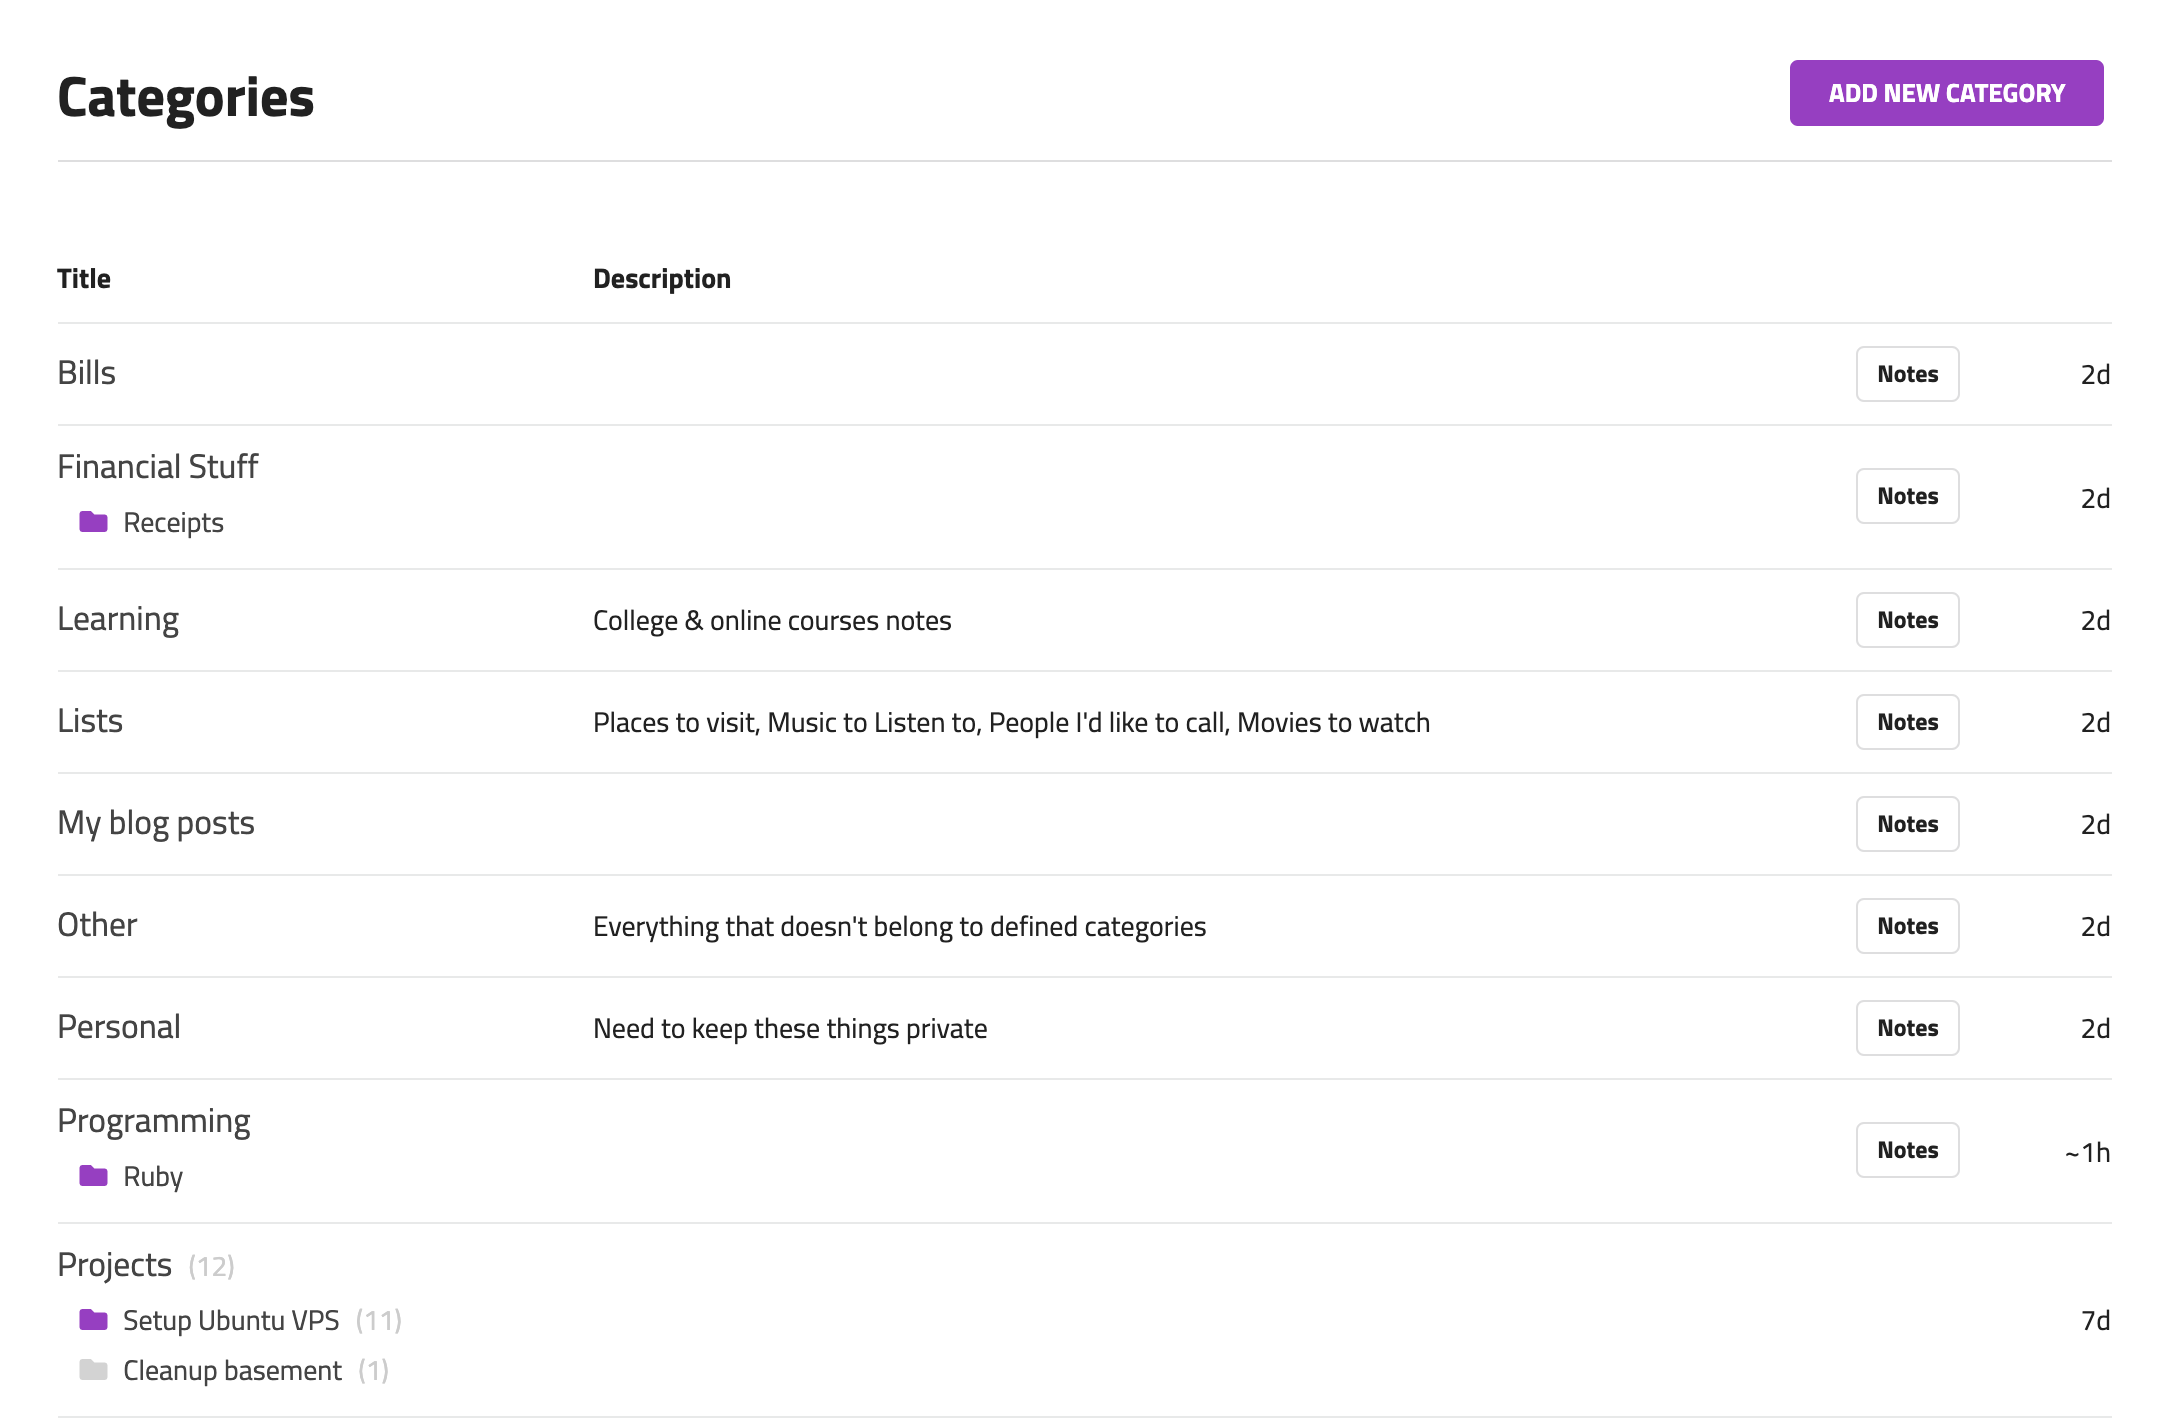 Categories
ADD NEW CATEGORY
Title Description
Bills Notes 2d
Financial Stuff
Receipts
Notes 2d
Learning College & online courses notes Notes 2d
Lists Places to visit, Music to Listen to, People I'd like to call, Movies to watch Notes 2d
My blog posts Notes 2d
Other Everything that doesn't belong to defined categories Notes 2d
Personal Need to keep these things private Notes 2d
Programming
Ruby
Notes ~1h
Projects (12)
Setup Ubuntu VPS (11) 7d
Cleanup basement (1)